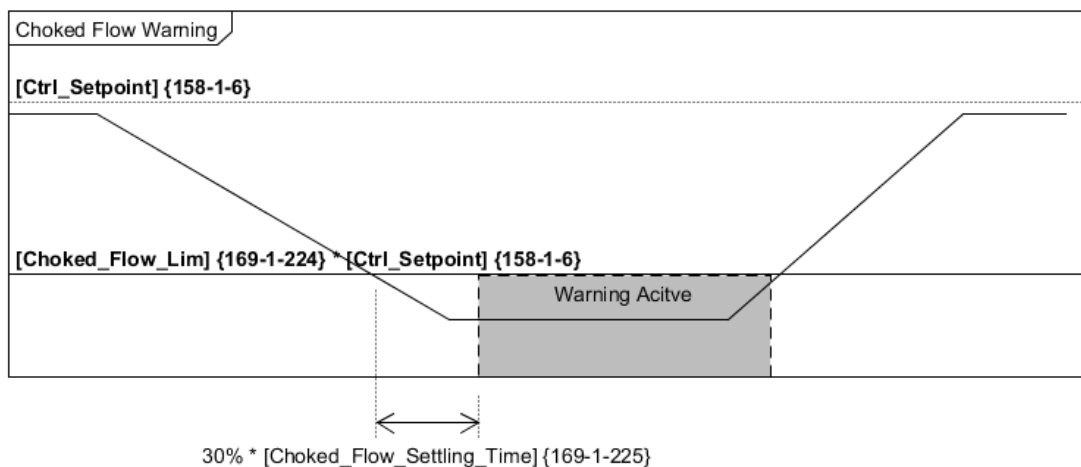 Choked Flow Warning
[Ctrl_Setpoint] {158-1-6}
[Choked_Flow_Lim] {169-1-224} * [Ctrl_Setpoint] {158-1-6}
Warning Acitve
30% * [Choked_Flow_Settling_Time] {169-1-225}